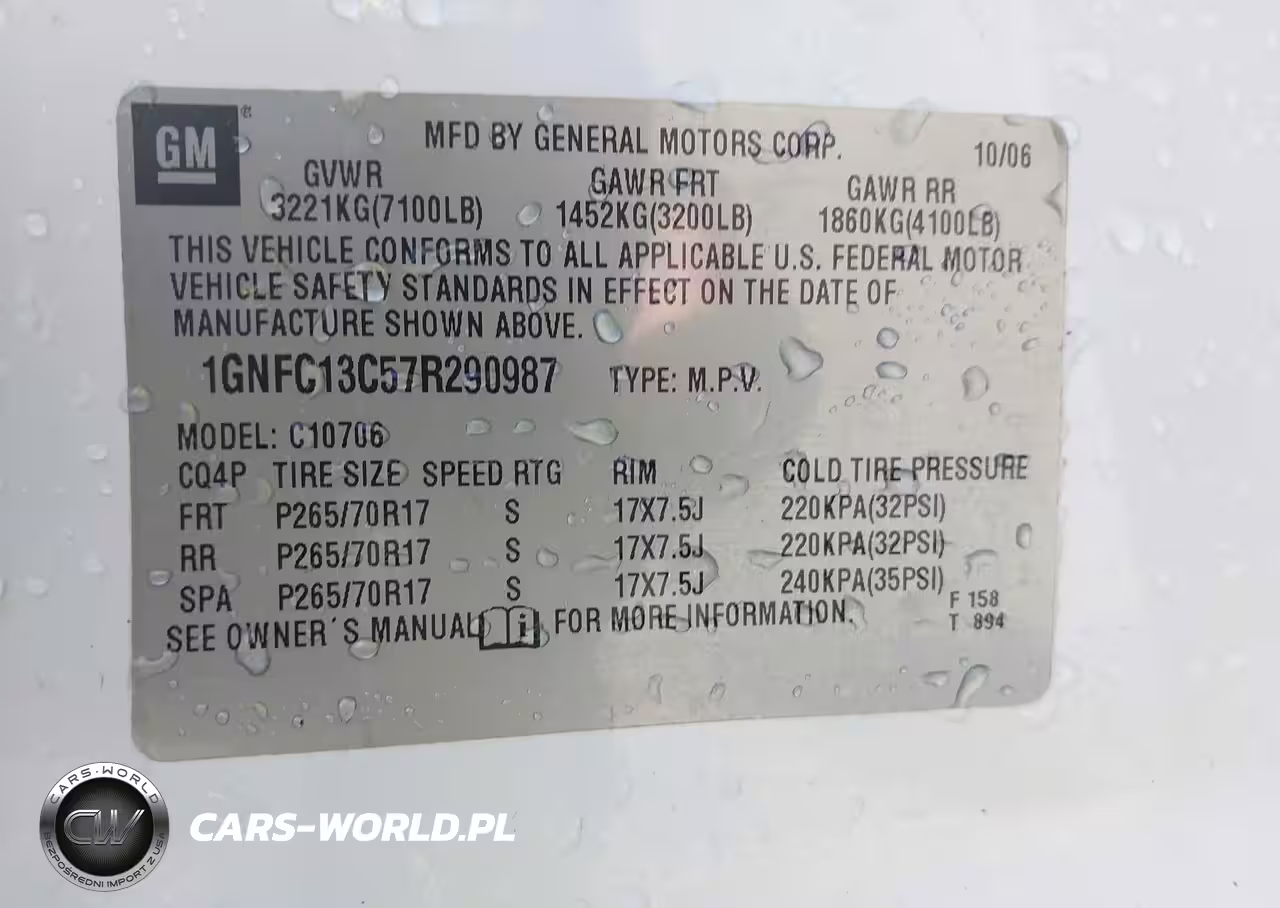 GM
MFD BY GENERAL MOTORS CORP.
10/06
GVWR GAWR FRT GAWR RR
3221KG(7100LB) 1452KG(3200LB) 1860KG(4100LB)
THIS VEHICLE CONFORMS TO ALL APPLICABLE U.S. FEDERAL MOTOR
VEHICLE SAFETY STANDARDS IN EFFECT ON THE DATE OF
MANUFACTURE SHOWN ABOVE.
1GNFC13C57R290987 TYPE: M.P.V.
MODEL: C10706
CQ4P TIRE SIZE SPEED RTG RIM COLD TIRE PRESSURE
FRT P265/70R17 S 17X7.5J 220KPA(32PSI)
RR P265/70R17 S 17X7.5J 220KPA(32PSI)
SPA P265/70R17 S 17X7.5J 240KPA(35PSI)
SEE OWNER'S MANUAL i FOR MORE INFORMATION.
F 158
T 894
CARS-WORLD
CW
BEZPOŚREDNI IMPORT Z USA
CARS-WORLD.PL